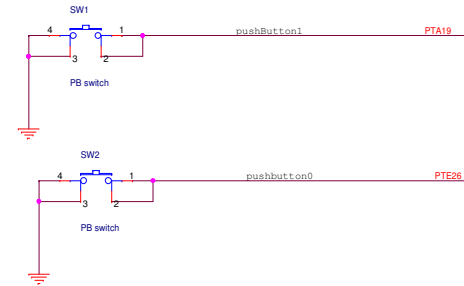 SW1
4 1 pushButton1 PTA19
3 2
PB switch
SW2
4 1 pushbutton0 PTE26
3 2
PB switch